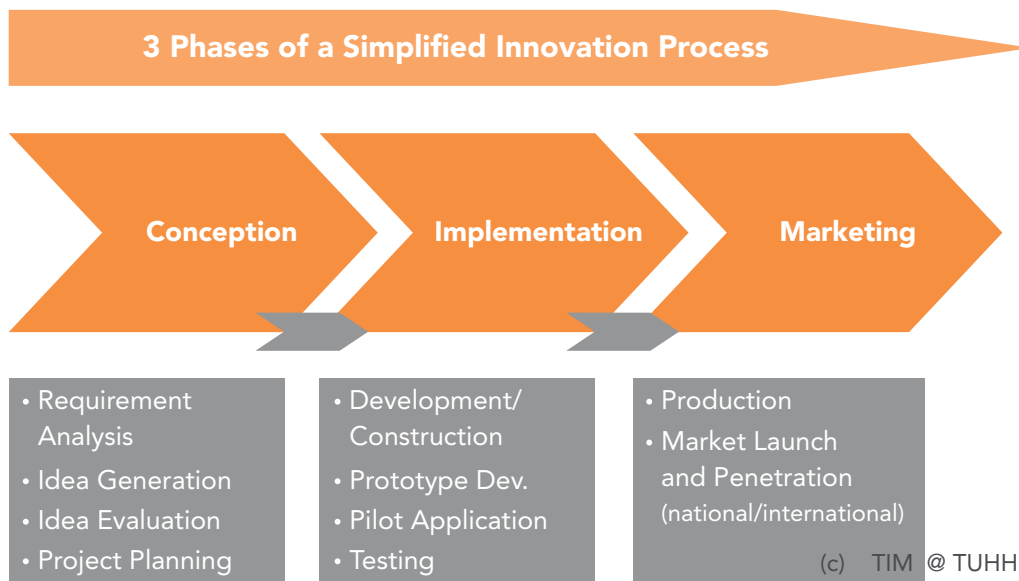 3 Phases of a Simplified Innovation Process
Conception
Implementation
Marketing
• Requirement
Analysis
• Idea Generation
• Idea Evaluation
• Project Planning
• Development/
Construction
• Prototype Dev.
• Pilot Application
• Testing
• Production
• Market Launch
and Penetration
(national/international)
(c) TIM @ TUHH